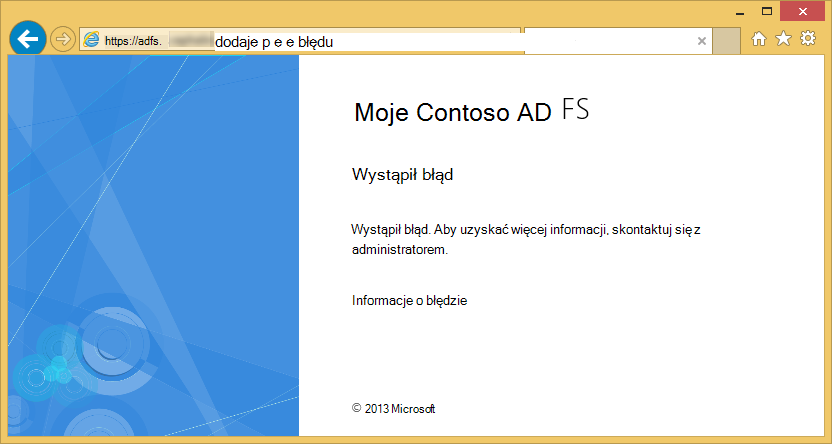 https://adfs. dodaje p e e błędu
Moje Contoso AD FS
Wystąpił błąd
Wystąpił błąd. Aby uzyskać więcej informacji, skontaktuj się z
administratorem.
Informacje o błędzie
© 2013 Microsoft